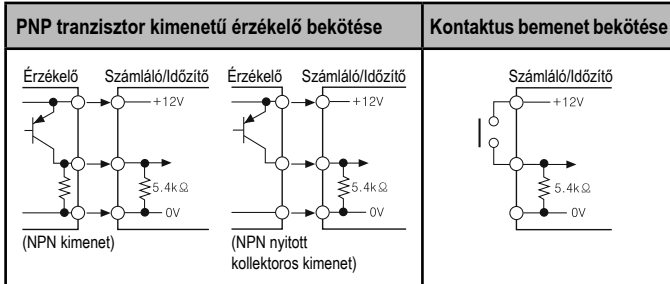 PNP tranzisztor kimenetű érzékelő bekötése
Kontaktus bemenet bekötése
Érzékelő
Számláló/Időzítő
+12V
5.4kΩ
0V
(NPN kimenet)
Érzékelő
Számláló/Időzítő
+12V
5.4kΩ
0V
(NPN nyitott
kollektoros kimenet)
Számláló/Időzítő
+12V
5.4kΩ
0V